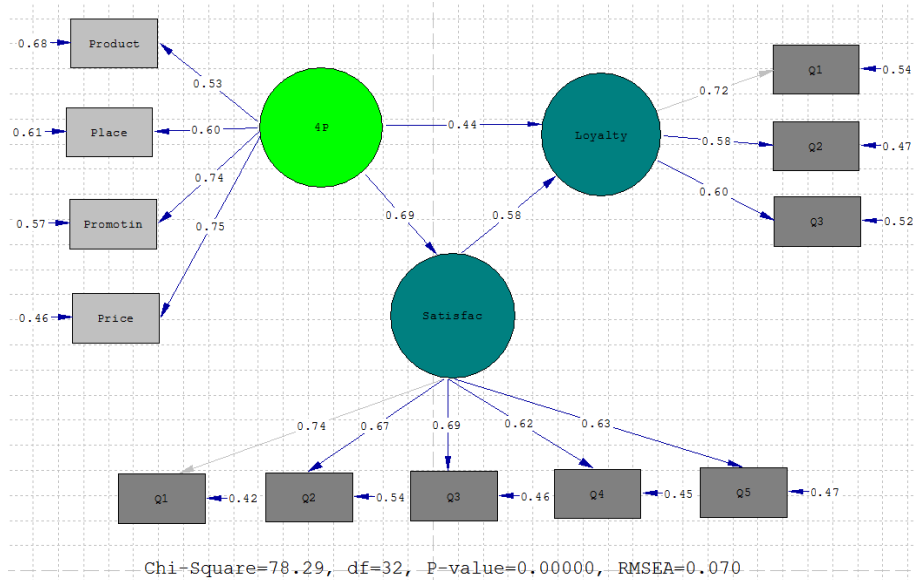 0.68 Product
0.53
0.61 Place
0.60
4P
0.44
Loyalty
0.72
Q1 0.54
0.58
Q2 0.47
0.60
Q3 0.52
0.74
0.57 Promotin
0.75
0.69
0.58
0.46 Price
Satisfac
0.74 0.67 0.69 0.62 0.63
Q1 0.42 Q2 0.54 Q3 0.46 Q4 0.45 Q5 0.47
Chi-Square=78.29, df=32, P-value=0.00000, RMSEA=0.070